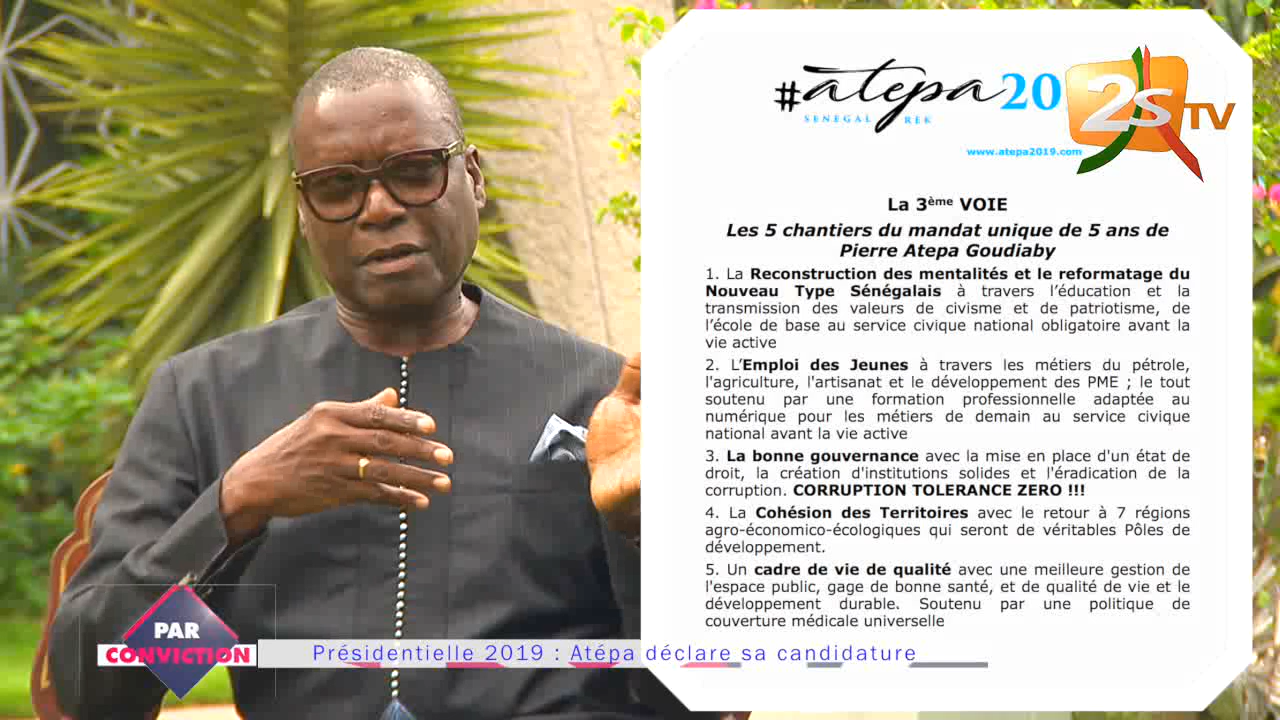 #atepa20
SENEGAL REK
2s TV
www.atepa2019.com
La 3ème VOIE
Les 5 chantiers du mandat unique de 5 ans de
Pierre Atepa Goudiaby
1. La Reconstruction des mentalités et le reformatage du
Nouveau Type Sénégalais à travers l’éducation et la
transmission des valeurs de civisme et de patriotisme, de
l’école de base au service civique national obligatoire avant la
vie active
2. L’Emploi des Jeunes à travers les métiers du pétrole,
l'agriculture, l'artisanat et le développement des PME ; le tout
soutenu par une formation professionnelle adaptée au
numérique pour les métiers de demain au service civique
national avant la vie active
3. La bonne gouvernance avec la mise en place d'un état de
droit, la création d'institutions solides et l'éradication de la
corruption. CORRUPTION TOLERANCE ZERO !!!
4. La Cohésion des Territoires avec le retour à 7 régions
agro-économico-écologiques qui seront de véritables Pôles de
développement.
5. Un cadre de vie de qualité avec une meilleure gestion de
l'espace public, gage de bonne santé, et de qualité de vie et le
développement durable. Soutenu par une politique de
couverture médicale universelle
PAR
CONVICTION
Présidentielle 2019 : Atépa déclare sa candidature